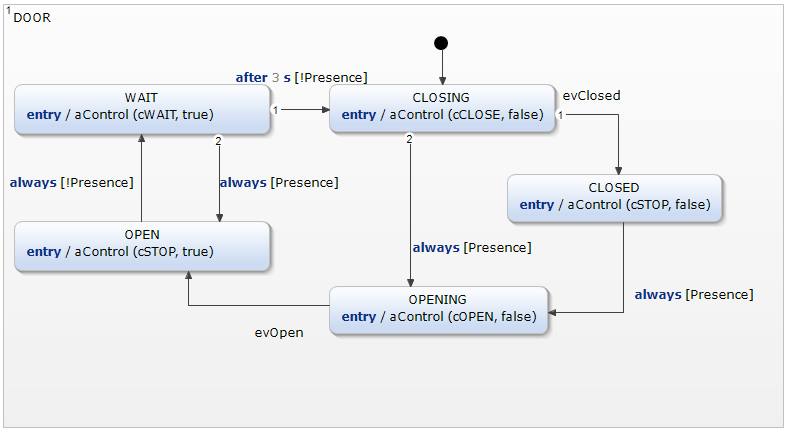 1
DOOR
after 3 s [!Presence]
WAIT
entry / aControl (cWAIT, true)
1
2
CLOSING
entry / aControl (cCLOSE, false)
evClosed
1
2
always [!Presence]
always [Presence]
CLOSED
entry / aControl (cSTOP, false)
OPEN
entry / aControl (cSTOP, true)
always [Presence]
OPENING
entry / aControl (cOPEN, false)
always [Presence]
evOpen